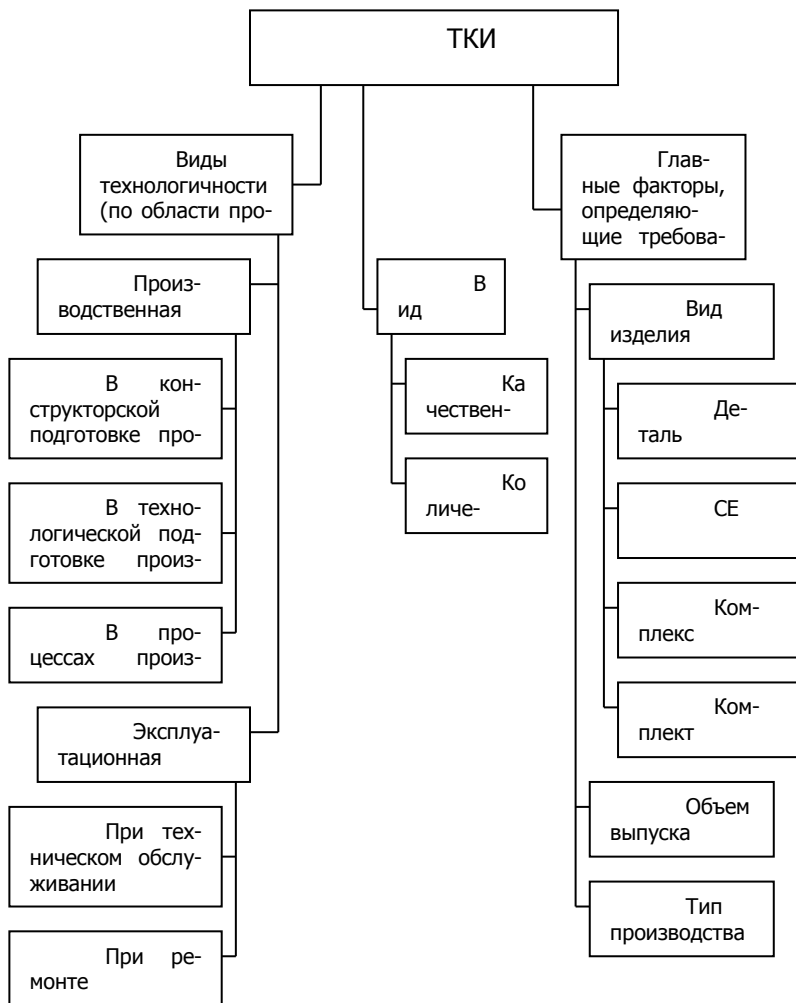 ТКИ
Виды
технологичности
(по области про-
Произ-
водственная
В кон-
структорской
подготовке про-
В техно-
логической под-
готовке произ-
В про-
цессах произ-
Эксплуа-
тационная
При тех-
ническом обслу-
живании
При ре-
монте
В
ид
Ка
чествен-
Ко
личе-
Глав-
ные факторы,
определяю-
щие требова-
Вид
изделия
Де-
таль
СЕ
Ком-
плекс
Ком-
плект
Объем
выпуска
Тип
производства